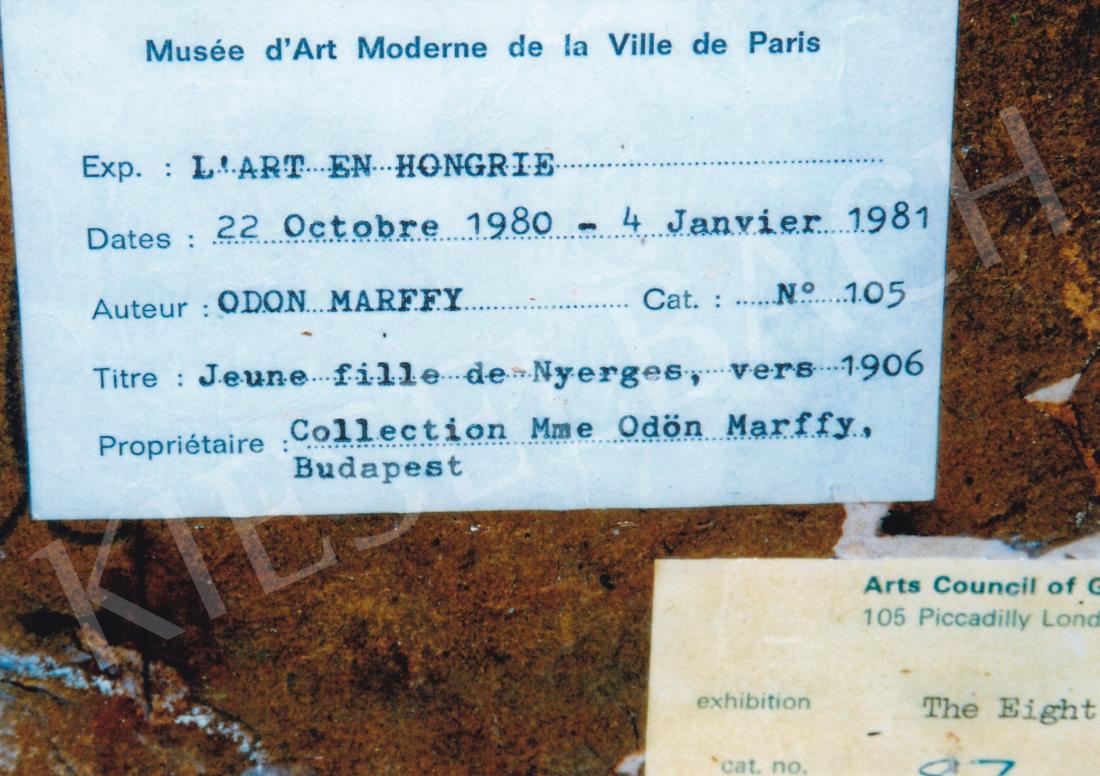 Musée d'Art Moderne de la Ville de Paris
Exp. : L'ART EN HONGRIE
Dates : 22 Octobre 1980 - 4 Janvier 1981
Auteur : ODON MARFFY Cat. : N° 105
Titre : Jeune fille de Nyerges, vers 1906
Propriétaire : Collection Mme Odön Marffy,
Budapest
KIESELBACH
Arts Council of G
105 Piccadilly Lond
exhibition The Eight
cat. no.